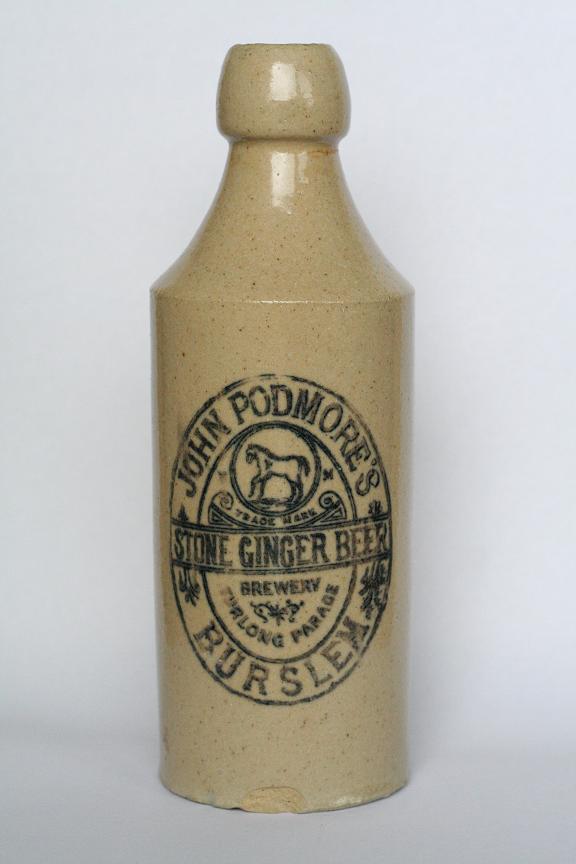 JOHN PODMORE'S
T M
TRADE MARK
STONE GINGER BEER
BREWERY
FURLONG PARADE
BURSLEM